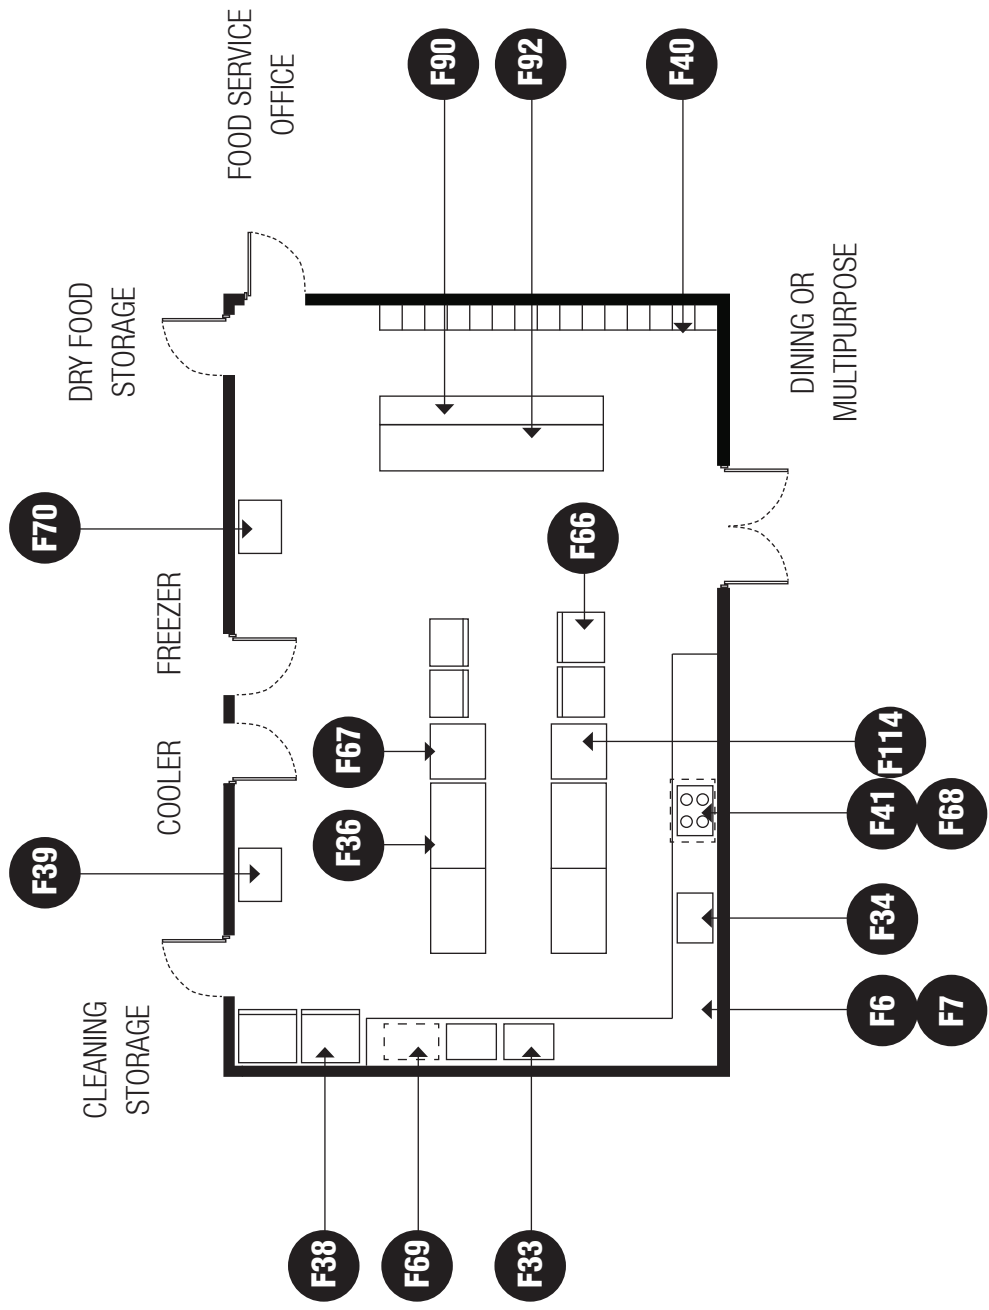 F39
F70
CLEANING
STORAGE
DRY FOOD
STORAGE
COOLER
FREEZER
FOOD SERVICE
OFFICE
F38
F36
F67
F69
F90
F33
F92
F66
F40
DINING OR
MULTIPURPOSE
F6
F7
F34
F41
F68
F114